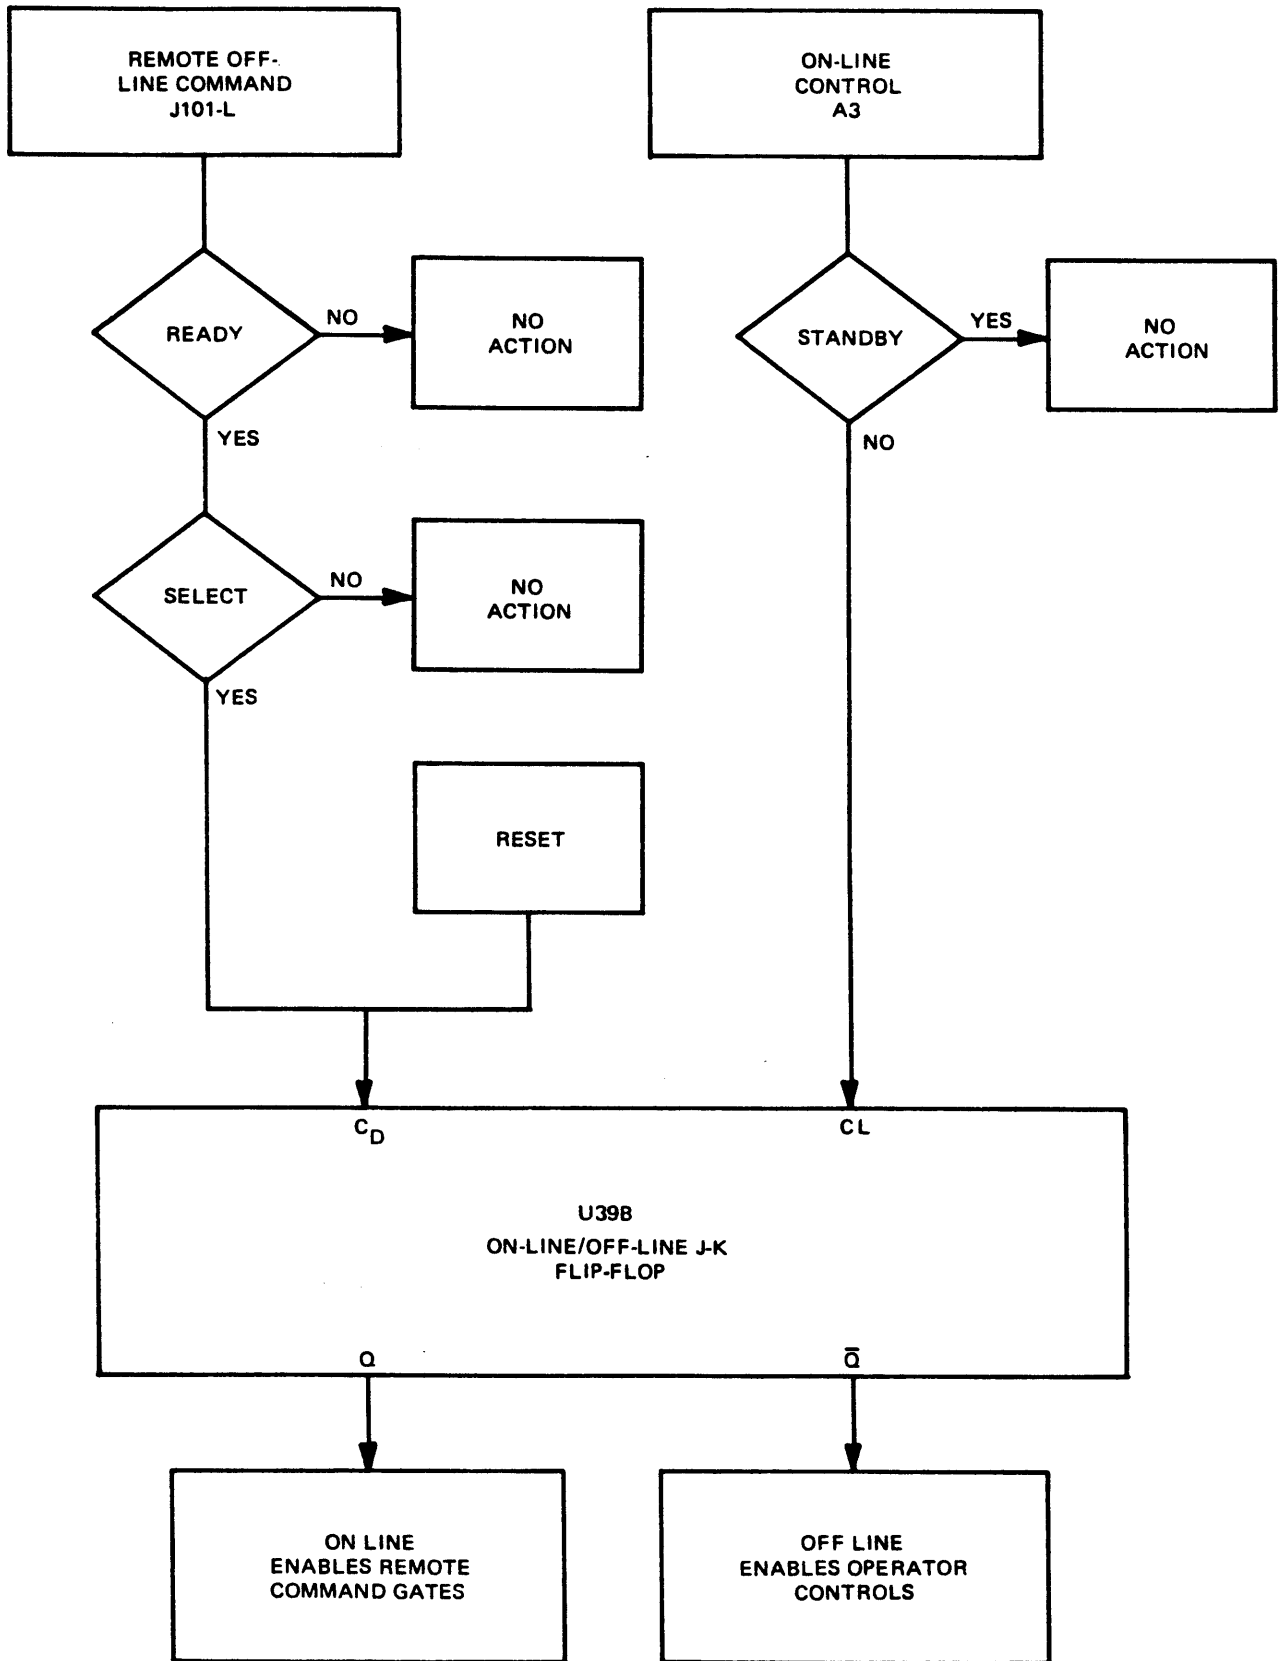 REMOTE OFF-
LINE COMMAND
J101-L
ON-LINE
CONTROL
A3
READY
NO
NO
ACTION
YES
STANDBY
YES
NO
ACTION
NO
SELECT
NO
NO
ACTION
YES
RESET
CD
CL
U39B
ON-LINE/OFF-LINE J-K
FLIP-FLOP
Q
Q̅
ON LINE
ENABLES REMOTE
COMMAND GATES
OFF LINE
ENABLES OPERATOR
CONTROLS